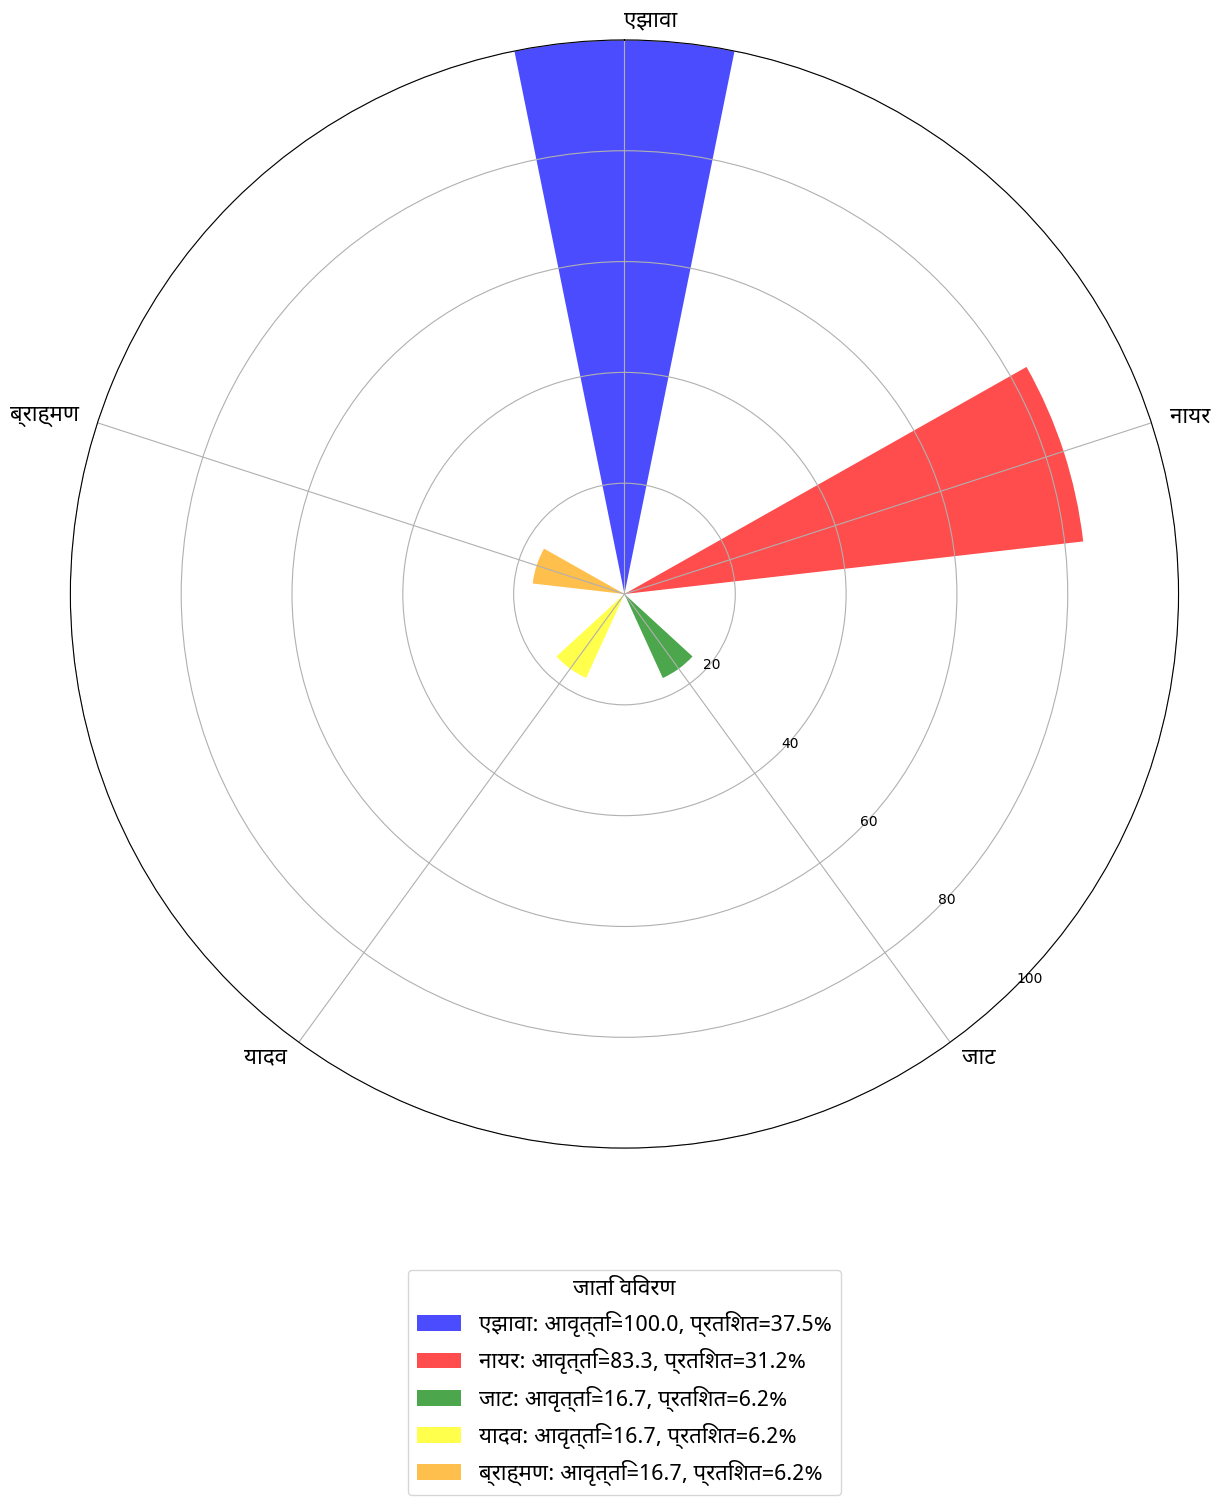 एझावा
ब्राह्मण
नायर
20
40
60
80
100
यादव
जाट
जाति विवरण
एझावा: आवृत्ति=100.0, प्रतिशत=37.5%
नायर: आवृत्ति=83.3, प्रतिशत=31.2%
जाट: आवृत्ति=16.7, प्रतिशत=6.2%
यादव: आवृत्ति=16.7, प्रतिशत=6.2%
ब्राह्मण: आवृत्ति=16.7, प्रतिशत=6.2%